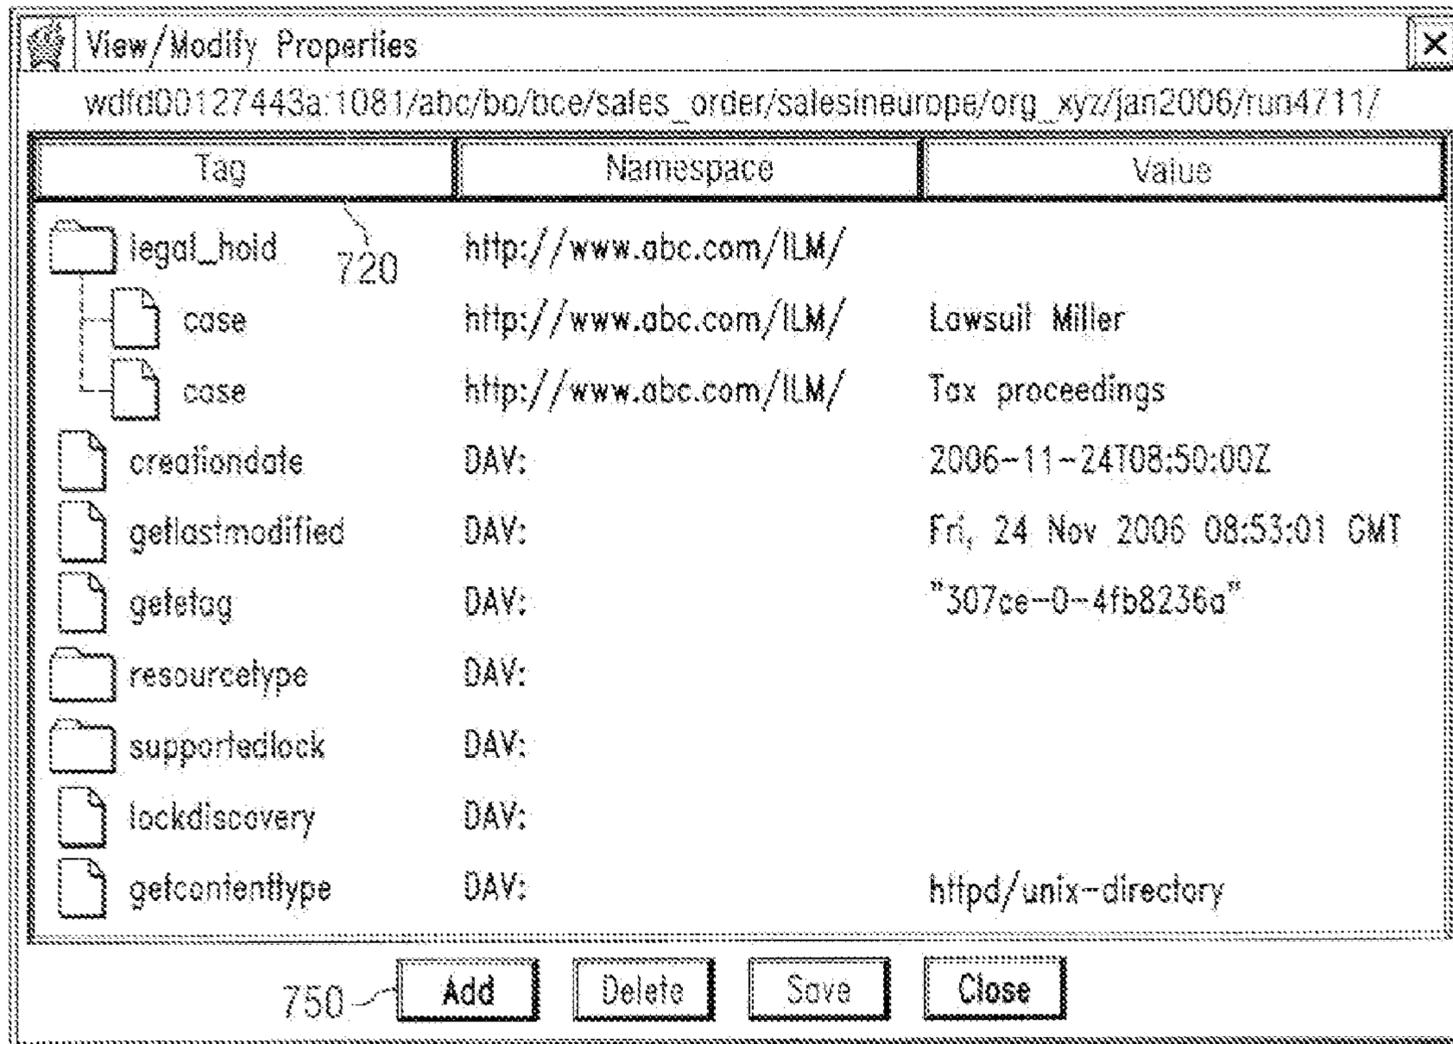 View/Modify Properties
wdfd00127443a:1081/abc/bo/bce/sales_order/salesineurope/org_xyz/jan2006/run4711/
Tag Namespace Value
legal_hold http://www.abc.com/ILM/
720
case http://www.abc.com/ILM/ Lawsuit Miller
case http://www.abc.com/ILM/ Tax proceedings
creationdate DAV: 2006-11-24T08:50:00Z
getlastmodified DAV: Fri, 24 Nov 2006 08:53:01 GMT
getetag DAV: "307ce-0-4fb8236a"
resourcetype DAV:
supportedlock DAV:
lockdiscovery DAV:
getcontenttype DAV: httpd/unix-directory
750 Add Delete Save Close